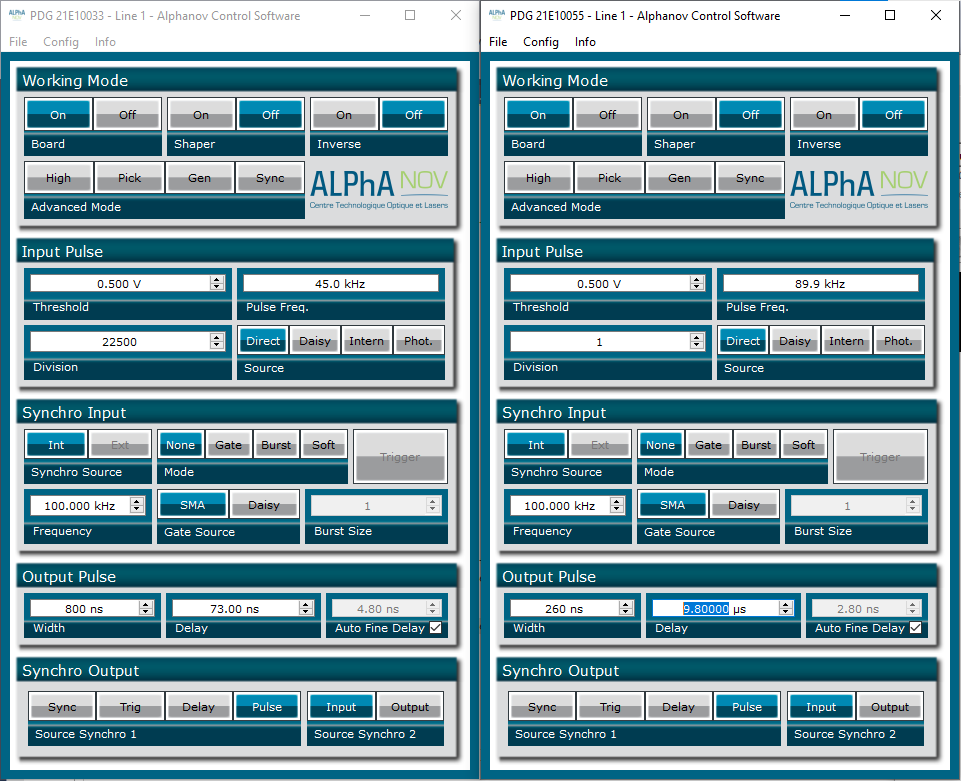 ALPhA NOV PDG 21E10033 - Line 1 - Alphanov Control Software
File Config Info
Working Mode
On Off On Off On Off
Board Shaper Inverse
High Pick Gen Sync
Advanced Mode
ALPhA NOV
Centre Technologique Optique et Lasers
Input Pulse
0.500 V 45.0 kHz
Threshold Pulse Freq.
22500 Direct Daisy Intern Phot.
Division Source
Synchro Input
Int Ext None Gate Burst Soft Trigger
Synchro Source Mode
100.000 kHz SMA Daisy 1
Frequency Gate Source Burst Size
Output Pulse
800 ns 73.00 ns 4.80 ns
Width Delay Auto Fine Delay
Synchro Output
Sync Trig Delay Pulse Input Output
Source Synchro 1 Source Synchro 2
ALPhA NOV PDG 21E10055 - Line 1 - Alphanov Control Software
File Config Info
Working Mode
On Off On Off On Off
Board Shaper Inverse
High Pick Gen Sync
Advanced Mode
ALPhA NOV
Centre Technologique Optique et Lasers
Input Pulse
0.500 V 89.9 kHz
Threshold Pulse Freq.
1 Direct Daisy Intern Phot.
Division Source
Synchro Input
Int Ext None Gate Burst Soft Trigger
Synchro Source Mode
100.000 kHz SMA Daisy 1
Frequency Gate Source Burst Size
Output Pulse
260 ns 9.80000 µs 2.80 ns
Width Delay Auto Fine Delay
Synchro Output
Sync Trig Delay Pulse Input Output
Source Synchro 1 Source Synchro 2